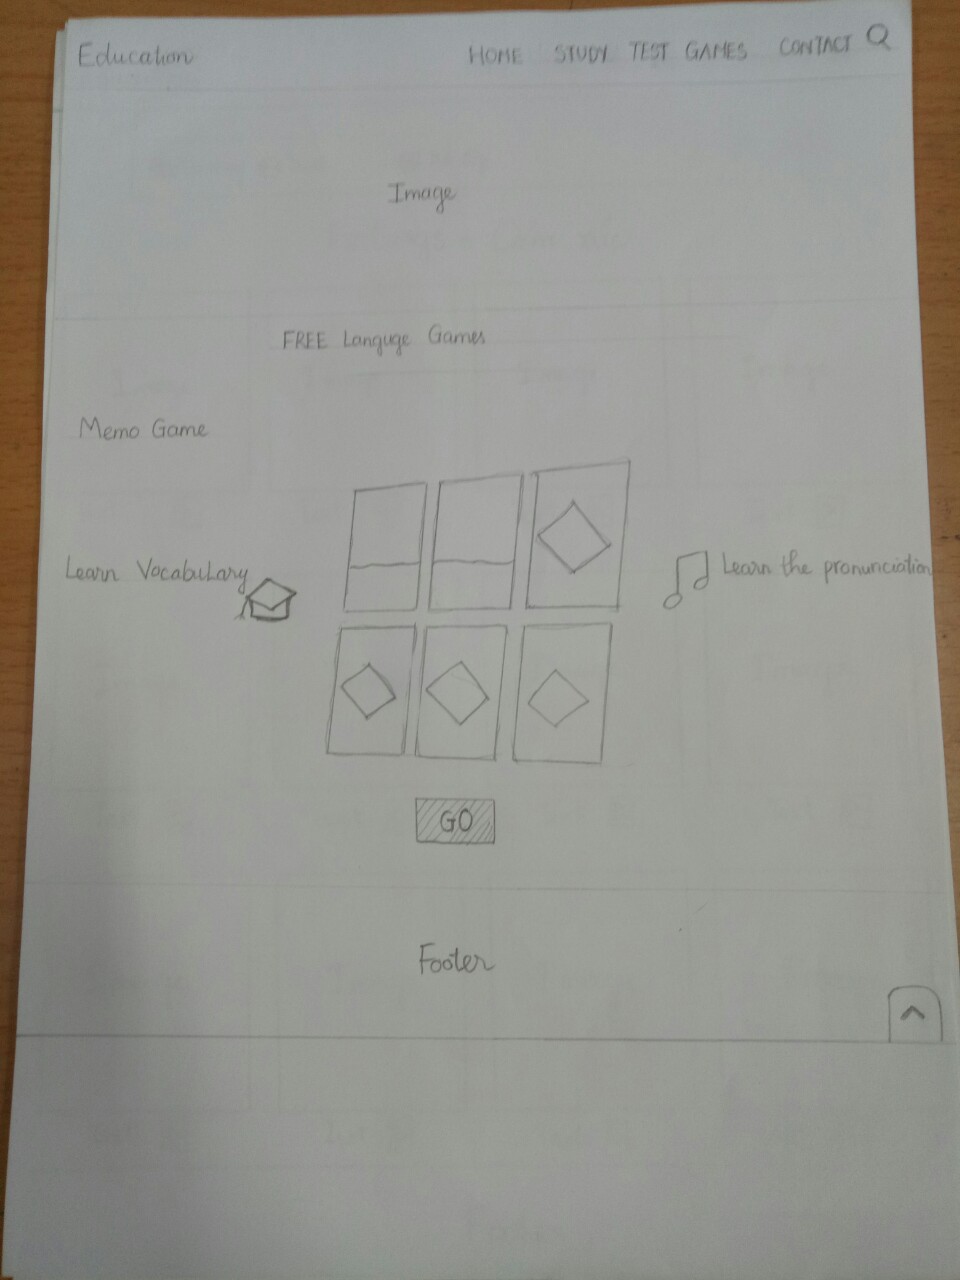 Education HOME STUDY TEST GAMES CONTACT
Image
FREE Languge Games
Memo Game
Learn Vocabulary
Learn the pronunciation
GO
Footer